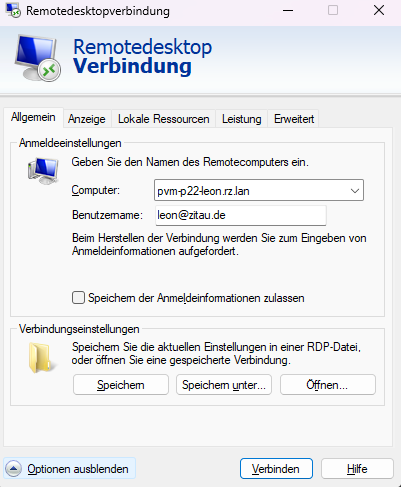 Remotedesktopverbindung
Remotedesktop
Verbindung
Allgemein Anzeige Lokale Ressourcen Leistung Erweitert
Anmeldeeinstellungen
Geben Sie den Namen des Remotecomputers ein.
Computer: pvm-p22-leon.rz.lan
Benutzername: leon@zitau.de
Beim Herstellen der Verbindung werden Sie zum Eingeben von
Anmeldeinformationen aufgefordert.
Speichern der Anmeldeinformationen zulassen
Verbindungseinstellungen
Speichern Sie die aktuellen Einstellungen in einer RDP-Datei,
oder öffnen Sie eine gespeicherte Verbindung.
Speichern Speichern unter... Öffnen...
Optionen ausblenden Verbinden Hilfe